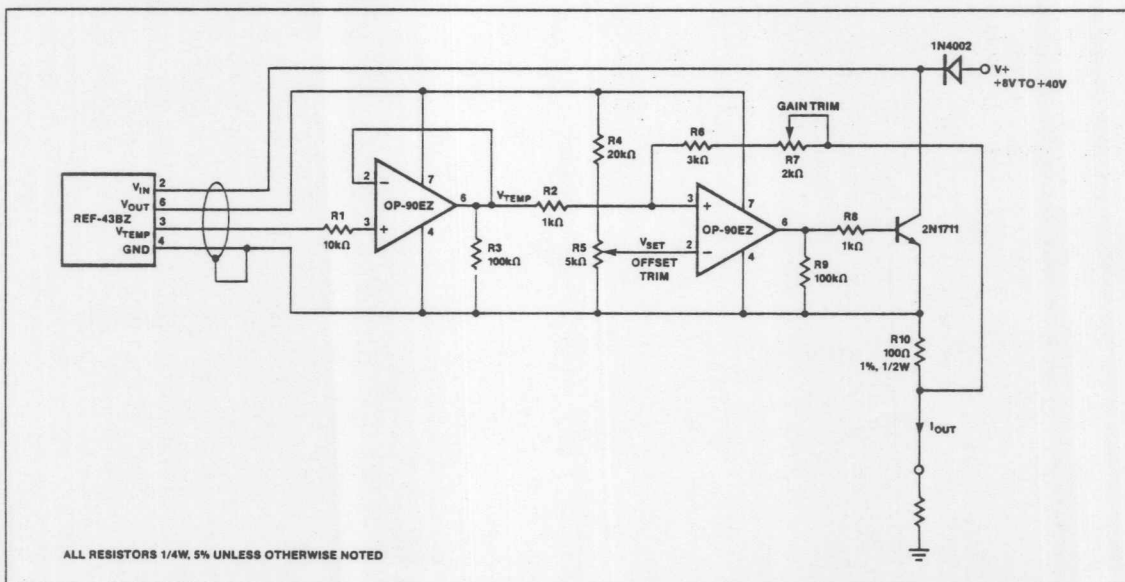 1N4002
V+
+8V TO +40V
GAIN TRIM
R4
20kΩ
R6
3kΩ
R7
2kΩ
REF-43BZ
VIN
2
VOUT
6
VTEMP
3
GND
4
R1
10kΩ
2
−
3
+
OP-90EZ
7
4
6
VTEMP
R2
1kΩ
R3
100kΩ
R5
5kΩ
VSET
OFFSET
TRIM
3
+
2
−
OP-90EZ
7
4
6
R8
1kΩ
R9
100kΩ
2N1711
R10
100Ω
1%, 1/2W
IOUT
ALL RESISTORS 1/4W, 5% UNLESS OTHERWISE NOTED